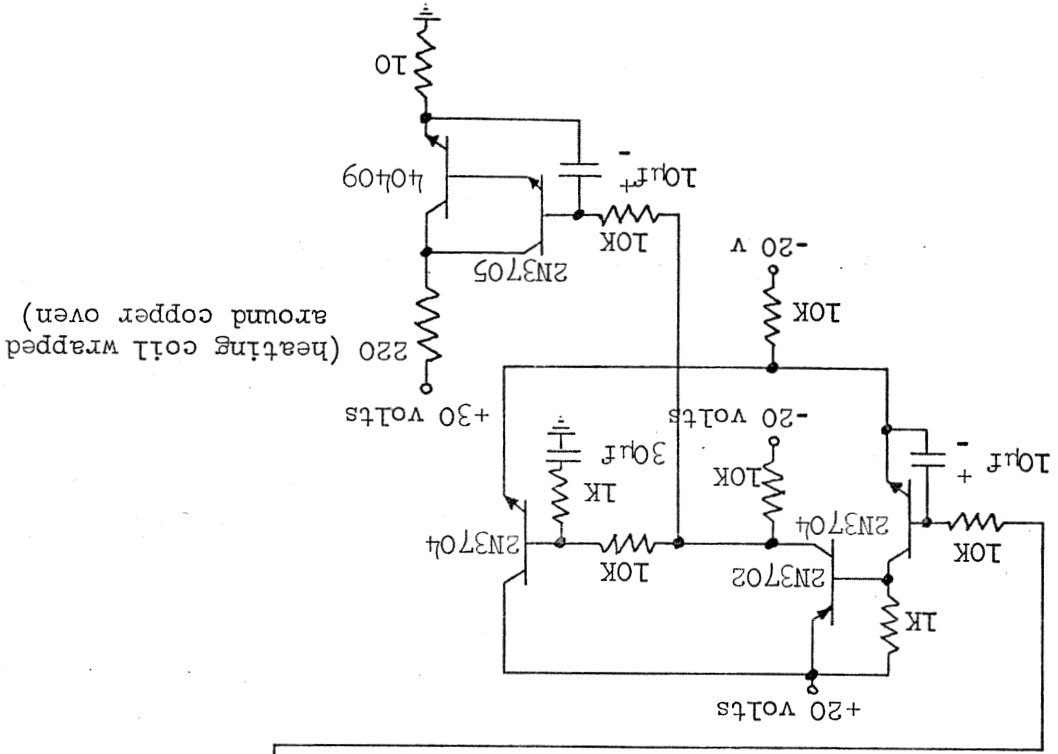 +20 volts
1K
2N3702
10K
10K
2N3704
2N3704
1K
10K
+
10µf
-
30µf
-20 volts
+30 volts
220 (heating coil wrapped
around copper oven)
10K
2N3705
-20 v
10K
+
10µf
-
40409
10